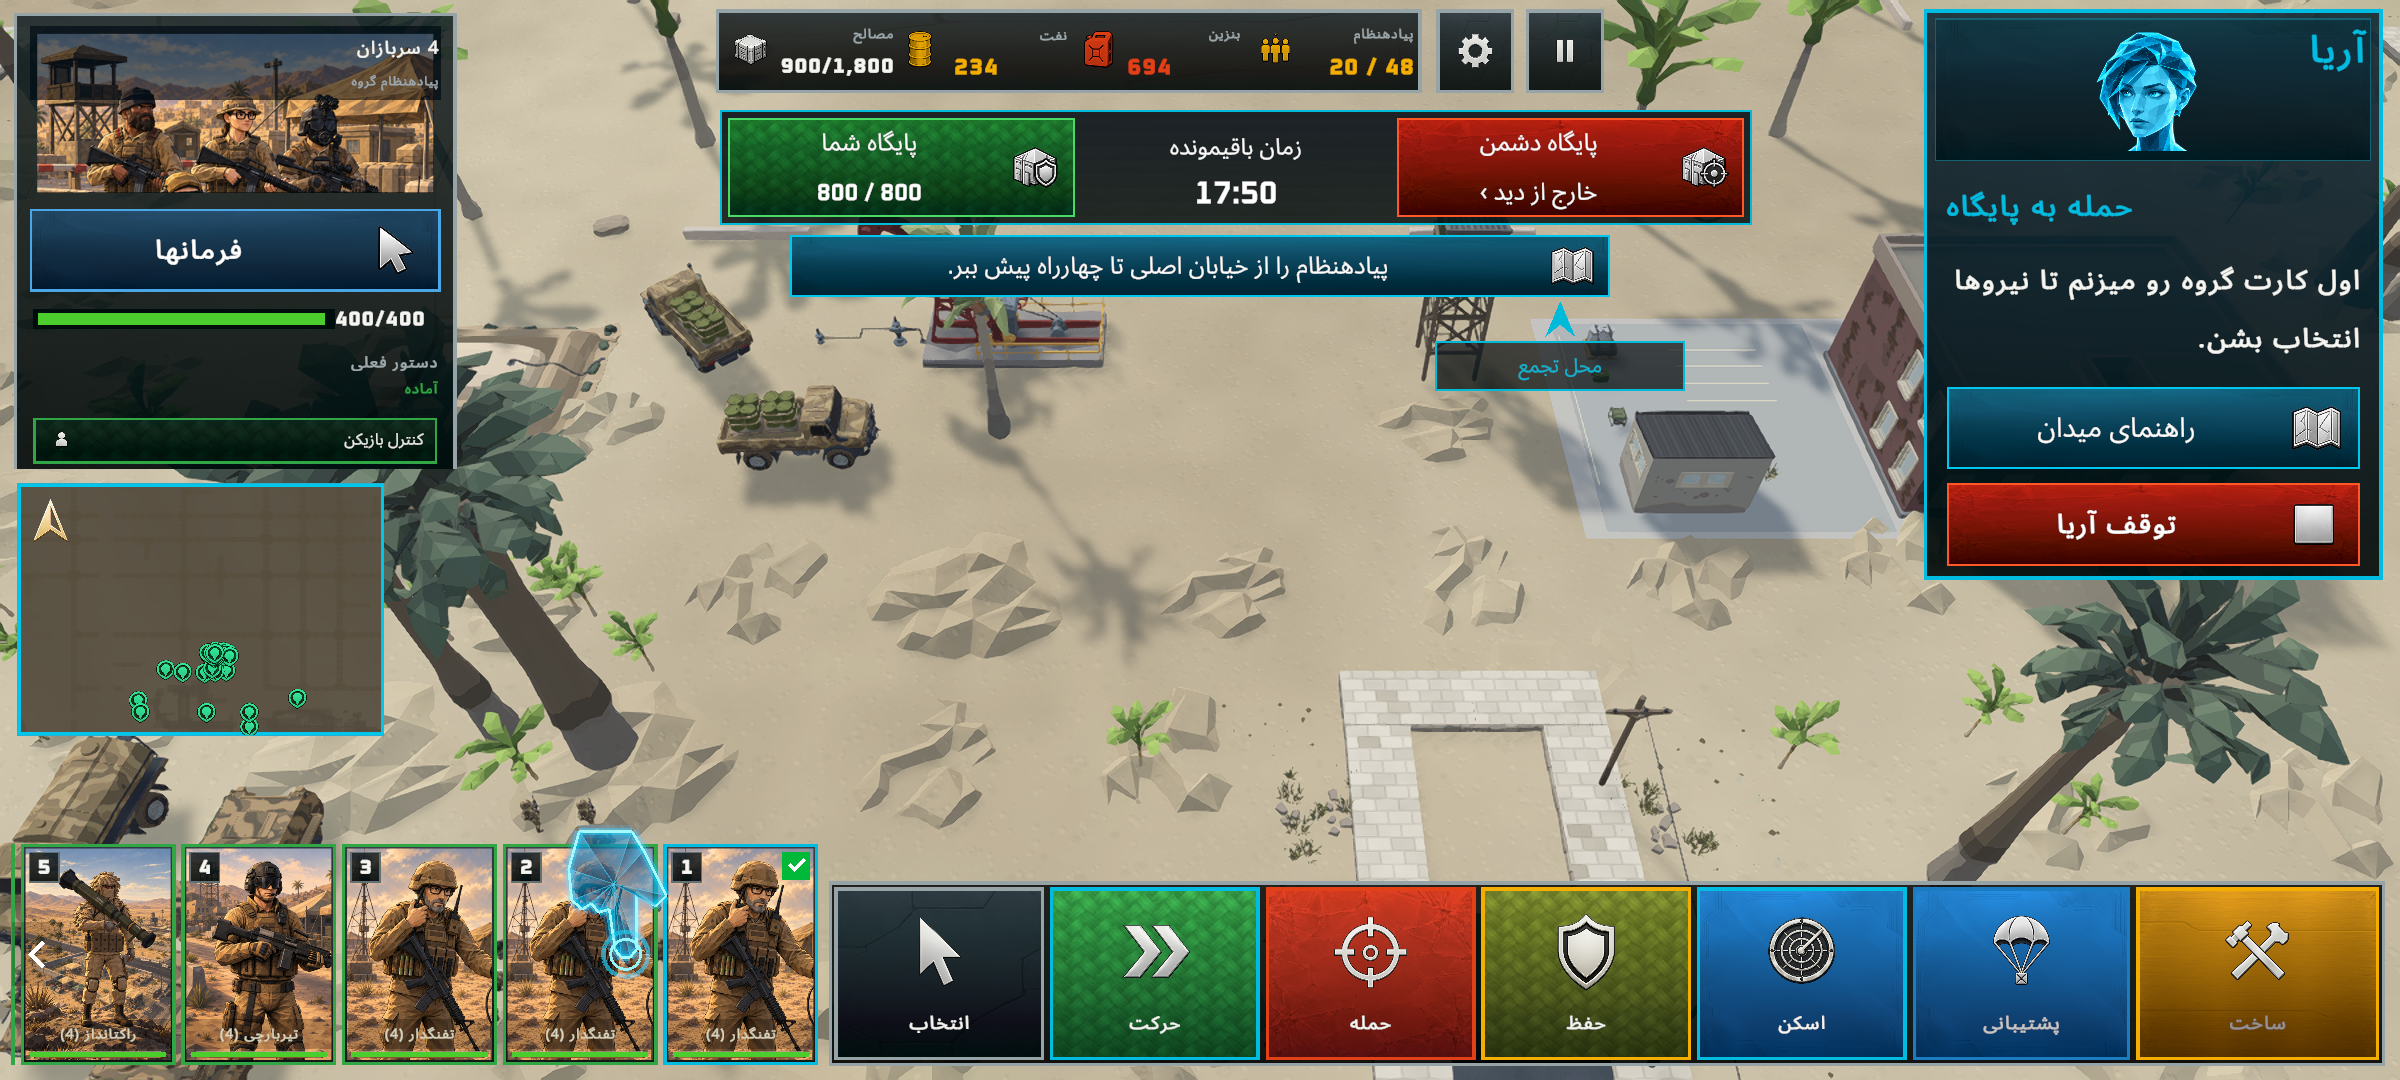 4 سربازان
پیادهنظام گروه
فرمانها
400/400
دستور فعلی
آماده
کنترل بازیکن
مصالح
900/1,800
نفت
234
بنزین
694
پیادهنظام
20 / 48
پایگاه شما
800 / 800
زمان باقیمونده
17:50
پایگاه دشمن
خارج از دید ›
پیادهنظام را از خیابان اصلی تا چهارراه پیش ببر.
محل تجمع
آریا
حمله به پایگاه
اول کارت گروه رو میزنم تا نیروها
انتخاب بشن.
راهنمای میدان
توقف آریا
5
راکتانداز (4)
4
تیربارچی (4)
3
تفنگدار (4)
2
تفنگدار (4)
1
تفنگدار (4)
انتخاب
حرکت
حمله
حفظ
اسکن
پشتیبانی
ساخت